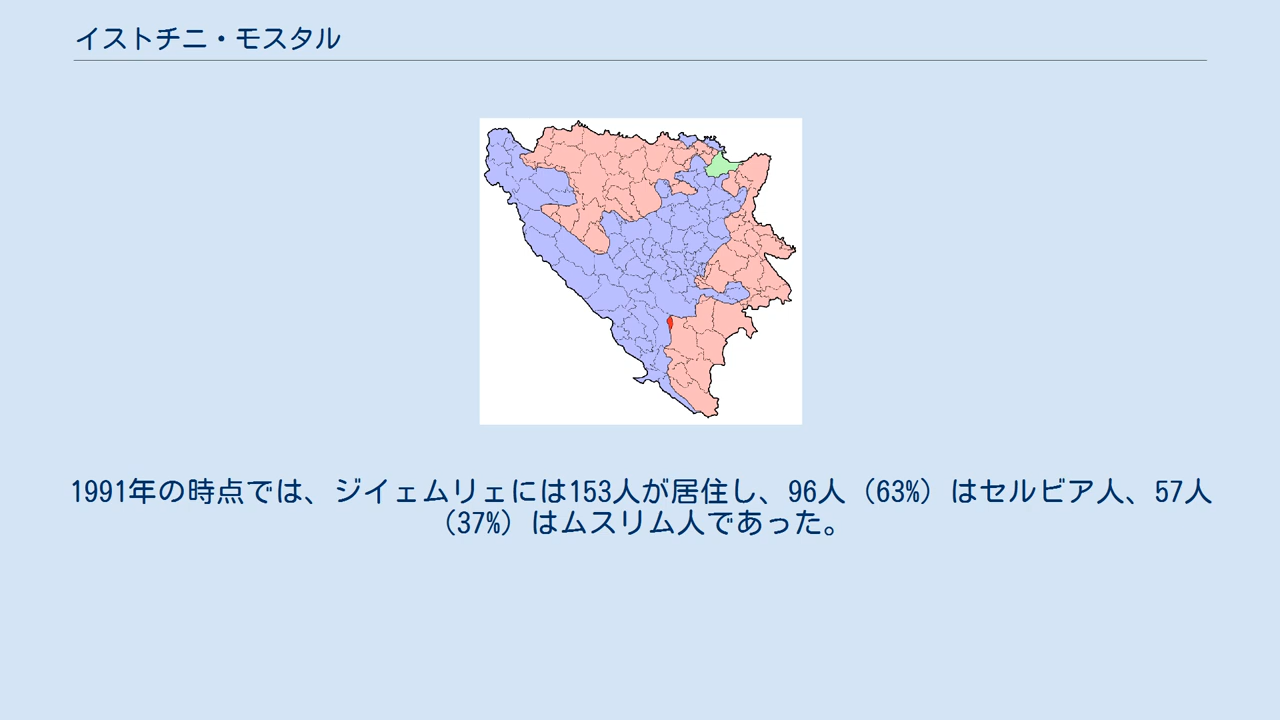 イストチニ・モスタル
1991年の時点では、ジイェムリェには153人が居住し、96人（63%）はセルビア人、57人
（37%）はムスリム人であった。